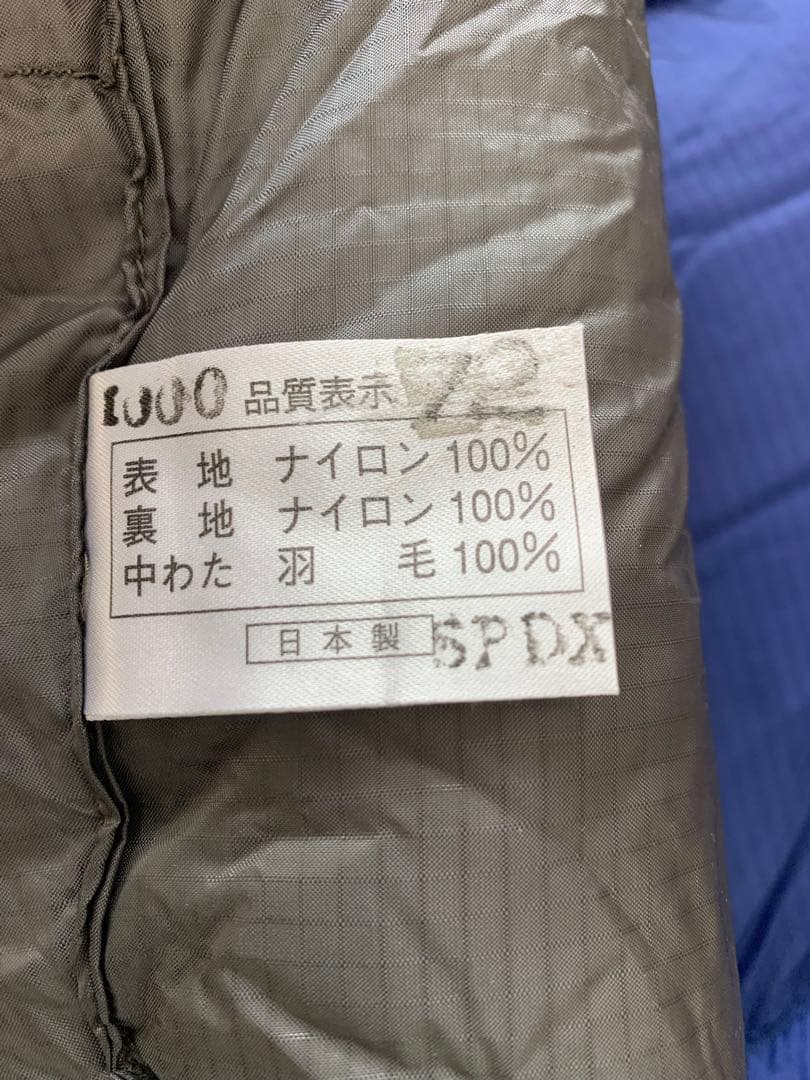 1000 品質表示 72
表地 ナイロン 100%
裏地 ナイロン 100%
中わた 羽毛 100%
日本製 SPDX